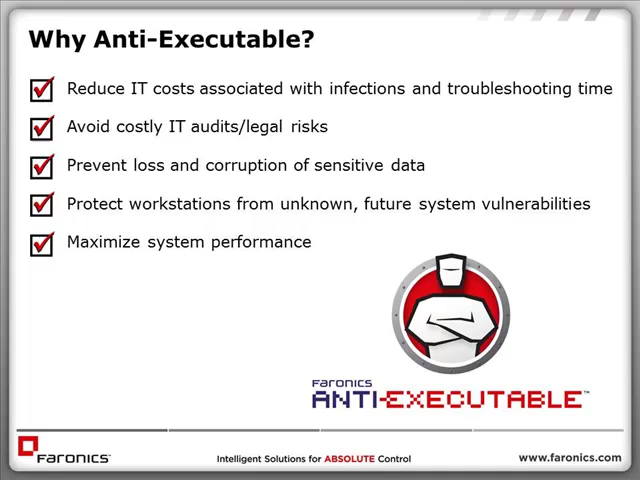 Why Anti-Executable?
Reduce IT costs associated with infections and troubleshooting time
Avoid costly IT audits/legal risks
Prevent loss and corruption of sensitive data
Protect workstations from unknown, future system vulnerabilities
Maximize system performance
FARONICS
ANTI-EXECUTABLE™
FARONICS Intelligent Solutions for ABSOLUTE Control www.faronics.com